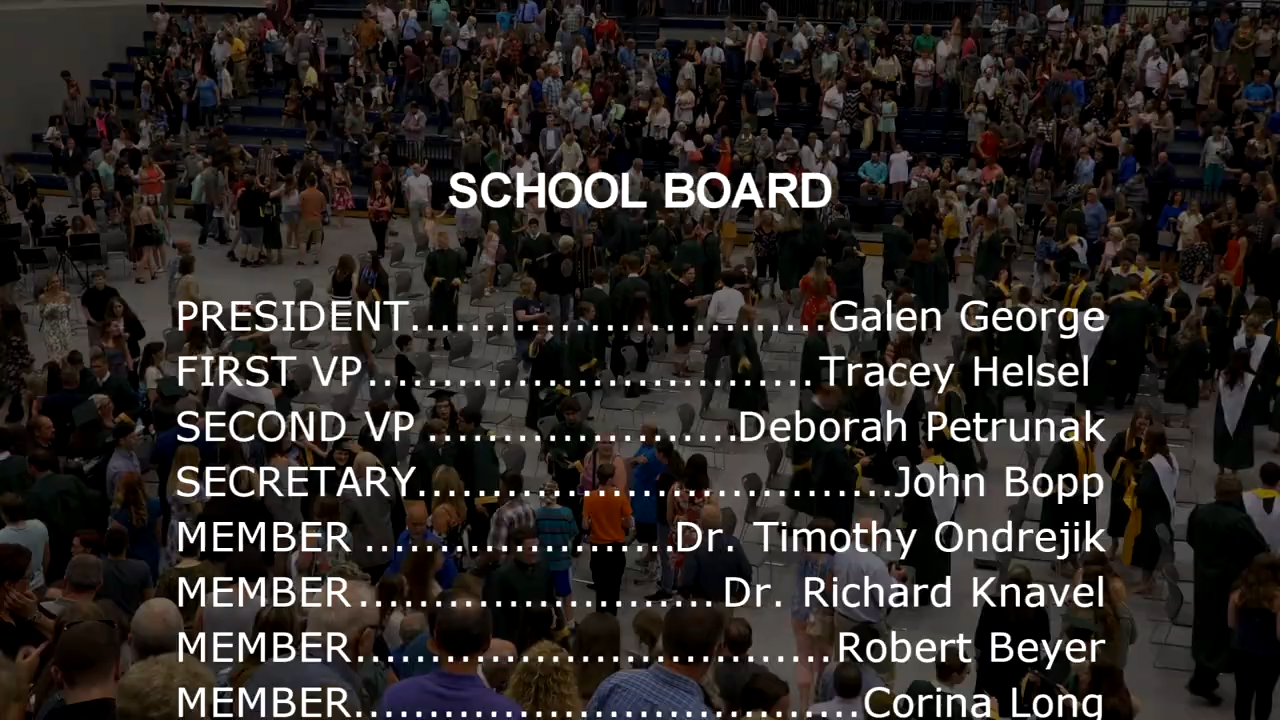 SCHOOL BOARD
PRESIDENT............................Galen George
FIRST VP..............................Tracey Helsel
SECOND VP .....................Deborah Petrunak
SECRETARY................................John Bopp
MEMBER .....................Dr. Timothy Ondrejik
MEMBER........................Dr. Richard Knavel
MEMBER................................Robert Beyer
MEMBER..................................Corina Long